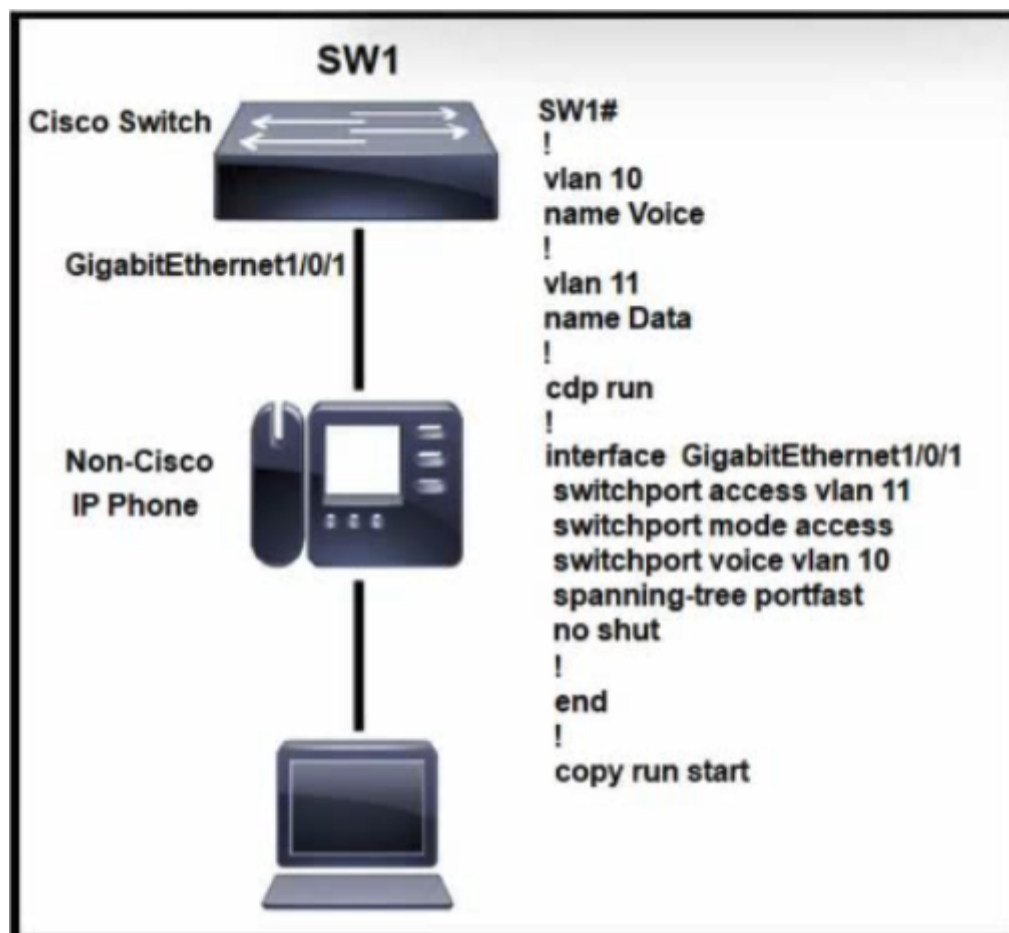 SW1
Cisco Switch
GigabitEthernet1/0/1
Non-Cisco
IP Phone
SW1#
!
vlan 10
name Voice
!
vlan 11
name Data
!
cdp run
!
interface GigabitEthernet1/0/1
switchport access vlan 11
switchport mode access
switchport voice vlan 10
spanning-tree portfast
no shut
!
end
!
copy run start